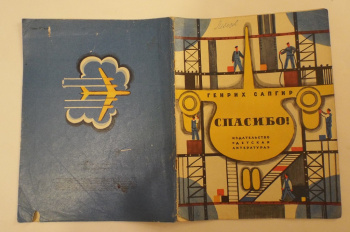 ГЕНРИХ САПГИР
СПАСИБО!
ИЗДАТЕЛЬСТВО
«ДЕТСКАЯ
ЛИТЕРАТУРА»